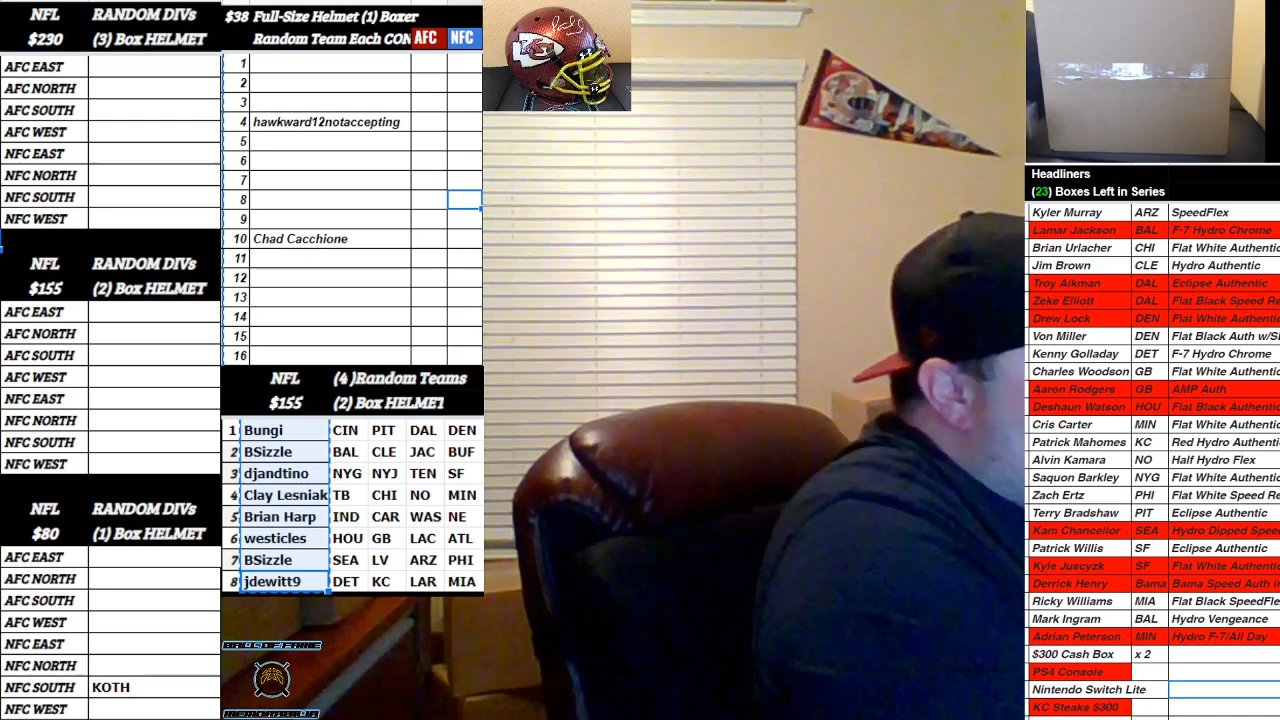 NFL RANDOM DIVs
$230 (3) Box HELMET
AFC EAST
AFC NORTH
AFC SOUTH
AFC WEST
NFC EAST
NFC NORTH
NFC SOUTH
NFC WEST
NFL RANDOM DIVs
$155 (2) Box HELMET
AFC EAST
AFC NORTH
AFC SOUTH
AFC WEST
NFC EAST
NFC NORTH
NFC SOUTH
NFC WEST
NFL RANDOM DIVs
$80 (1) Box HELMET
AFC EAST
AFC NORTH
AFC SOUTH
AFC WEST
NFC EAST
NFC NORTH
NFC SOUTH KOTH
NFC WEST
$38 Full-Size Helmet (1) Boxer
Random Team Each CON AFC NFC
1
2
3
4 hawkward12notaccepting
5
6
7
8
9
10 Chad Cacchione
11
12
13
14
15
16
NFL (4 )Random Teams
$155 (2) Box HELMET
1 Bungi CIN PIT DAL DEN
2 BSizzle BAL CLE JAC BUF
3 djandtino NYG NYJ TEN SF
4 Clay Lesniak TB CHI NO MIN
5 Brian Harp IND CAR WAS NE
6 westicles HOU GB LAC ATL
7 BSizzle SEA LV ARZ PHI
8 jdewitt9 DET KC LAR MIA
BALL OF FAME
MEMORABILIA
KC
Headliners
(23) Boxes Left in Series
Kyler Murray ARZ SpeedFlex
Lamar Jackson BAL F-7 Hydro Chrome
Brian Urlacher CHI Flat White Authentic
Jim Brown CLE Hydro Authentic
Troy Aikman DAL Eclipse Authentic
Zeke Elliott DAL Flat Black Speed Re
Drew Lock DEN Flat White Authentic
Von Miller DEN Flat Black Auth w/S
Kenny Golladay DET F-7 Hydro Chrome
Charles Woodson GB Flat White Authentic
Aaron Rodgers GB AMP Auth
Deshaun Watson HOU Flat Black Authentic
Cris Carter MIN Flat White Authentic
Patrick Mahomes KC Red Hydro Authentic
Alvin Kamara NO Half Hydro Flex
Saquon Barkley NYG Flat White Authentic
Zach Ertz PHI Flat White Speed Re
Terry Bradshaw PIT Eclipse Authentic
Kam Chancellor SEA Hydro Dipped Speed
Patrick Willis SF Eclipse Authentic
Kyle Juscyzk SF Flat White Authentic
Derrick Henry Bama Bama Speed Auth in
Ricky Williams MIA Flat Black SpeedFle
Mark Ingram BAL Hydro Vengeance
Adrian Peterson MIN Hydro F-7/All Day
$300 Cash Box x 2
PS4 Console
Nintendo Switch Lite
KC Steaks $300